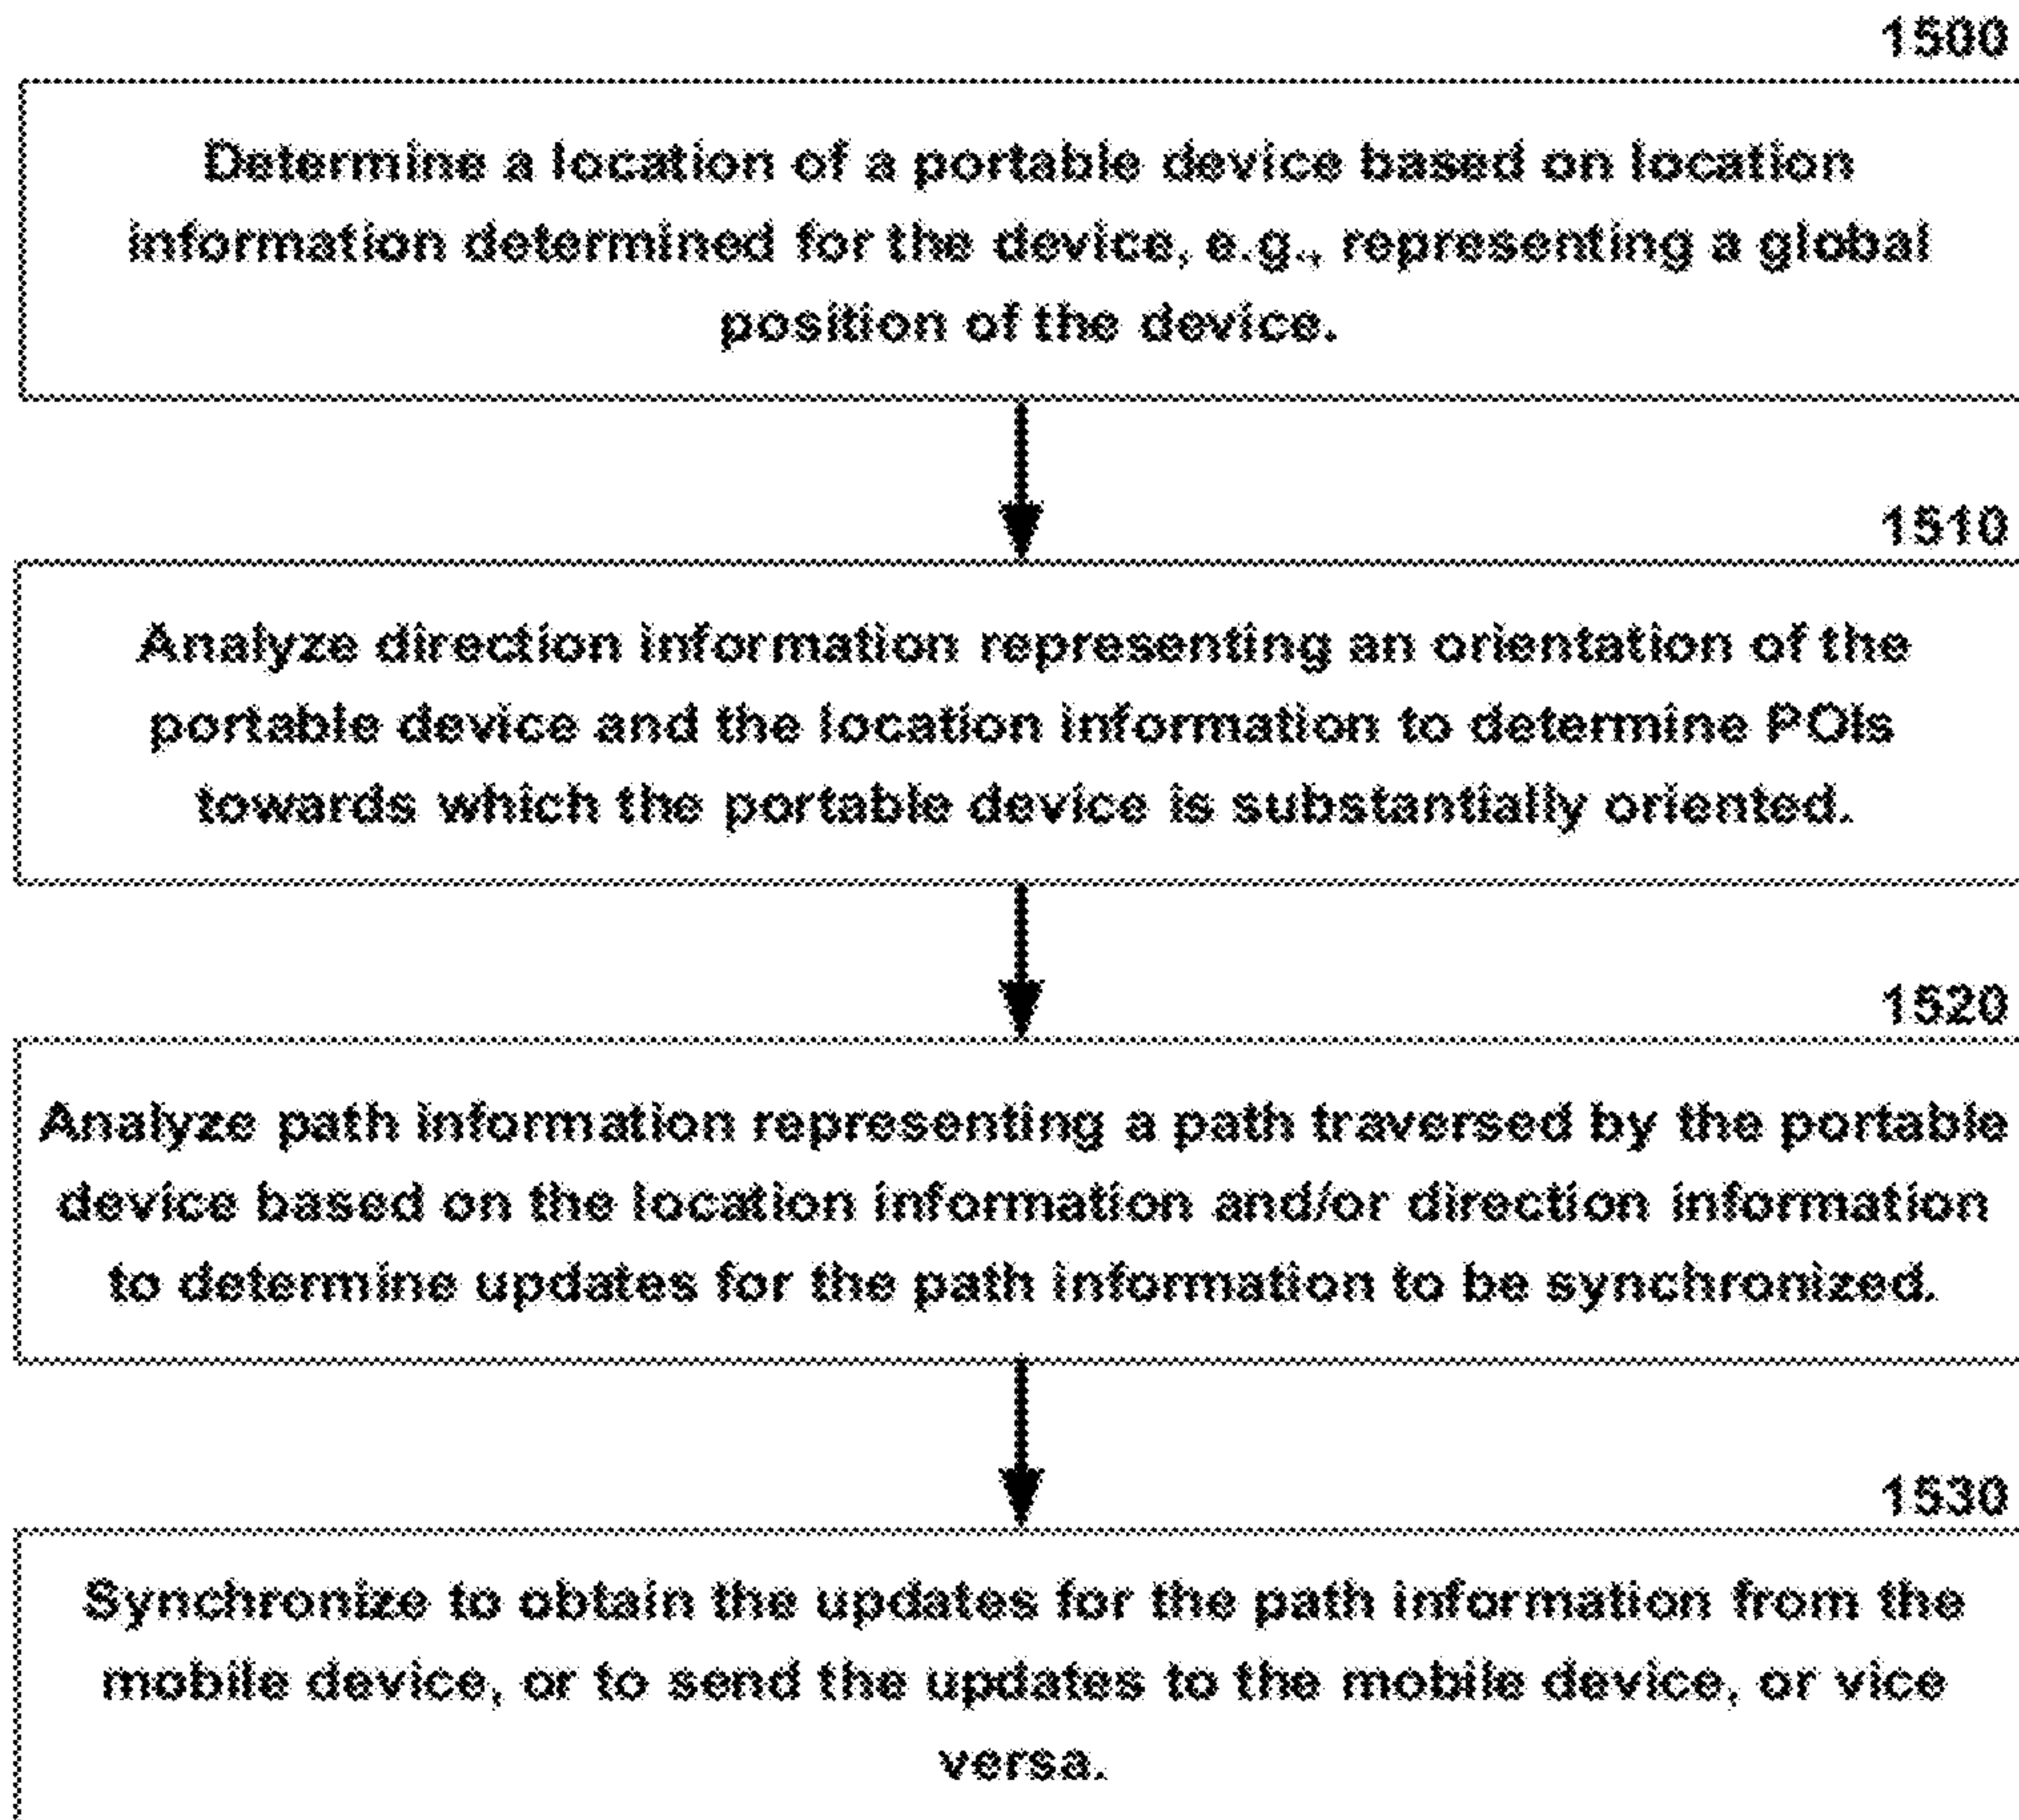 1500
Determine a location of a portable device based on location
information determined for the device, e.g., representing a global
position of the device.
1510
Analyze direction information representing an orientation of the
portable device and the location information to determine POIs
towards which the portable device is substantially oriented.
1520
Analyze path information representing a path traversed by the portable
device based on the location information and/or direction information
to determine updates for the path information to be synchronized.
1530
Synchronize to obtain the updates for the path information from the
mobile device, or to send the updates to the mobile device, or vice
versa.